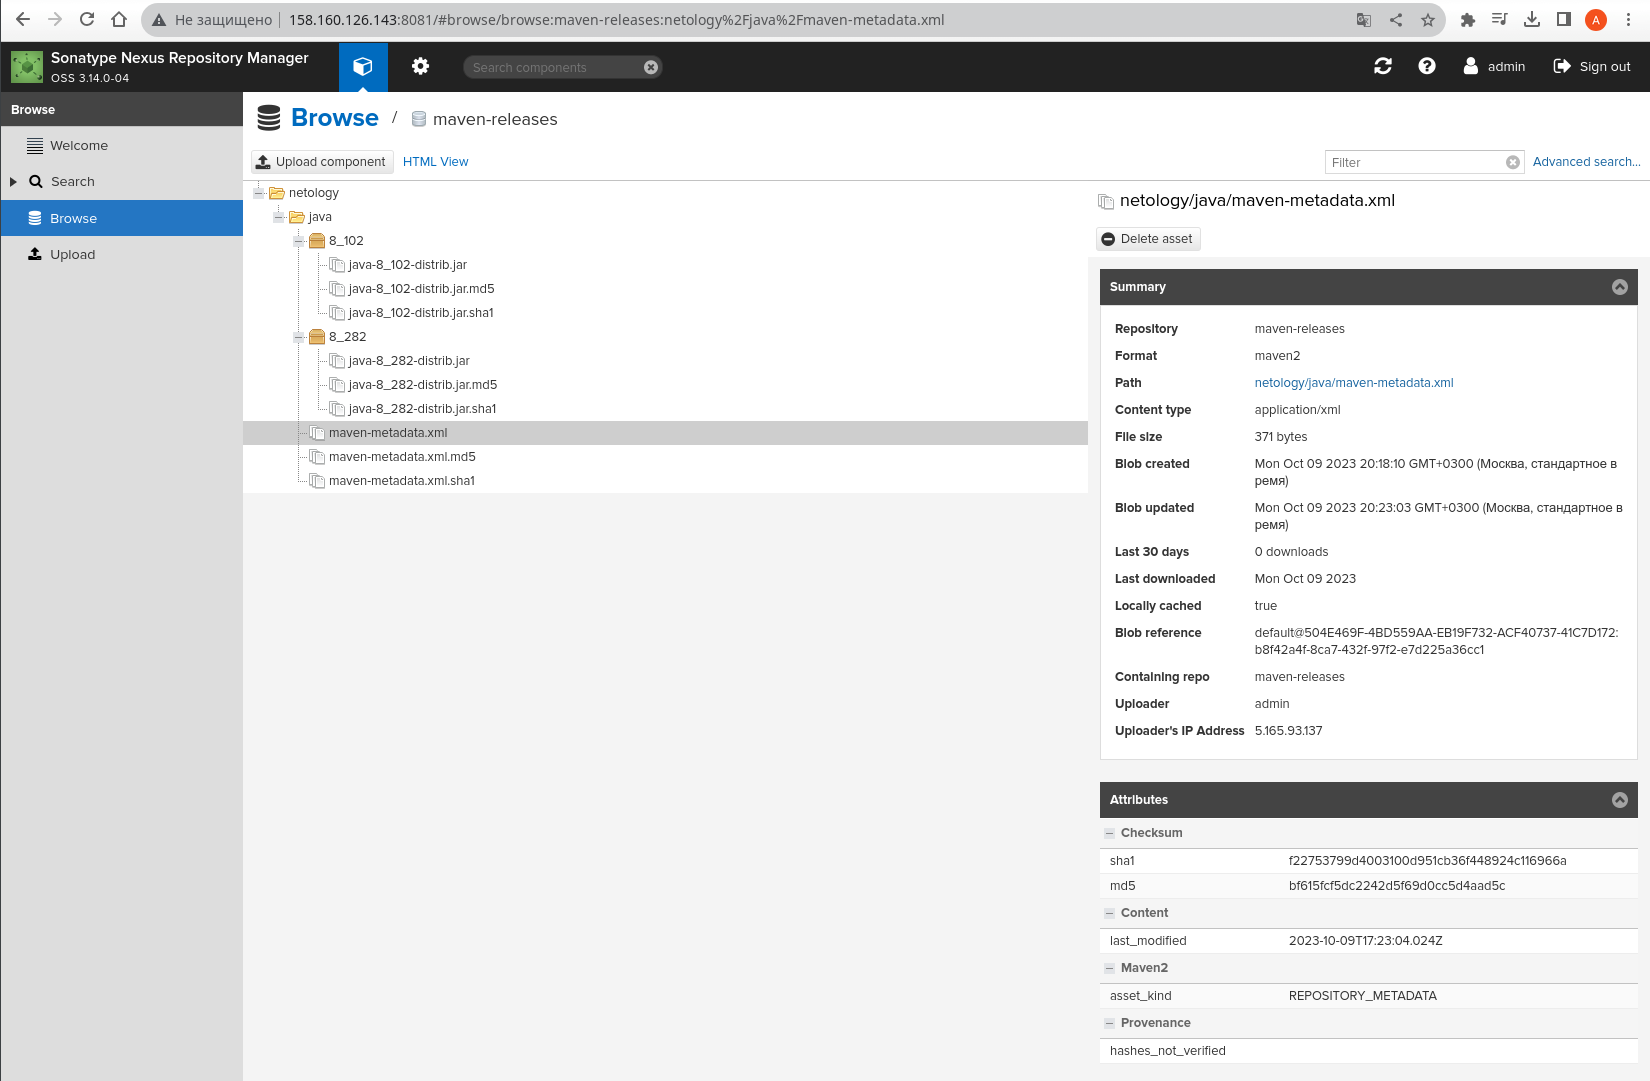 Не защищено 158.160.126.143:8081/#browse/browse:maven-releases:netology%2Fjava%2Fmaven-metadata.xml
A
Sonatype Nexus Repository Manager
OSS 3.14.0-04
Search components
admin
Sign out
Browse
Welcome
Search
Browse
Upload
Browse / maven-releases
Upload component
HTML View
Filter
Advanced search...
netology
java
8_102
java-8_102-distrib.jar
java-8_102-distrib.jar.md5
java-8_102-distrib.jar.sha1
8_282
java-8_282-distrib.jar
java-8_282-distrib.jar.md5
java-8_282-distrib.jar.sha1
maven-metadata.xml
maven-metadata.xml.md5
maven-metadata.xml.sha1
netology/java/maven-metadata.xml
Delete asset
Summary
Repository maven-releases
Format maven2
Path netology/java/maven-metadata.xml
Content type application/xml
File size 371 bytes
Blob created Mon Oct 09 2023 20:18:10 GMT+0300 (Москва, стандартное в
ремя)
Blob updated Mon Oct 09 2023 20:23:03 GMT+0300 (Москва, стандартное в
ремя)
Last 30 days 0 downloads
Last downloaded Mon Oct 09 2023
Locally cached true
Blob reference default@504E469F-4BD559AA-EB19F732-ACF40737-41C7D172:
b8f42a4f-8ca7-432f-97f2-e7d225a36cc1
Containing repo maven-releases
Uploader admin
Uploader's IP Address 5.165.93.137
Attributes
Checksum
sha1 f22753799d4003100d951cb36f448924c116966a
md5 bf615fcf5dc2242d5f69d0cc5d4aad5c
Content
last_modified 2023-10-09T17:23:04.024Z
Maven2
asset_kind REPOSITORY_METADATA
Provenance
hashes_not_verified